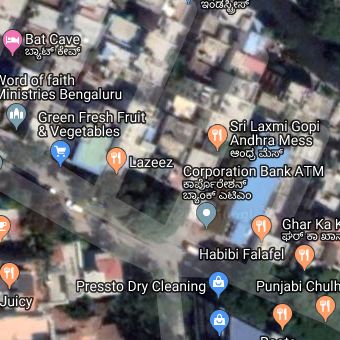 ಇಂಡಸ್ಟ್ರೀಸ್
Bat Cave
ಬ್ಯಾಟ್ ಕೇವ್
Word of faith
Ministries Bengaluru
Green Fresh Fruit
& Vegetables
Lazeez
Sri Laxmi Gopi
Andhra Mess
ಆಂಧ್ರ ಮೆಸ್
Corporation Bank ATM
ಕಾರ್ಪೊರೇಶನ್
ಬ್ಯಾಂಕ್ ಎಟಿಎಂ
Ghar Ka K
ಘರ್ ಕಾ ಖಾನ
Habibi Falafel
Pressto Dry Cleaning
Punjabi Chulh
Juicy